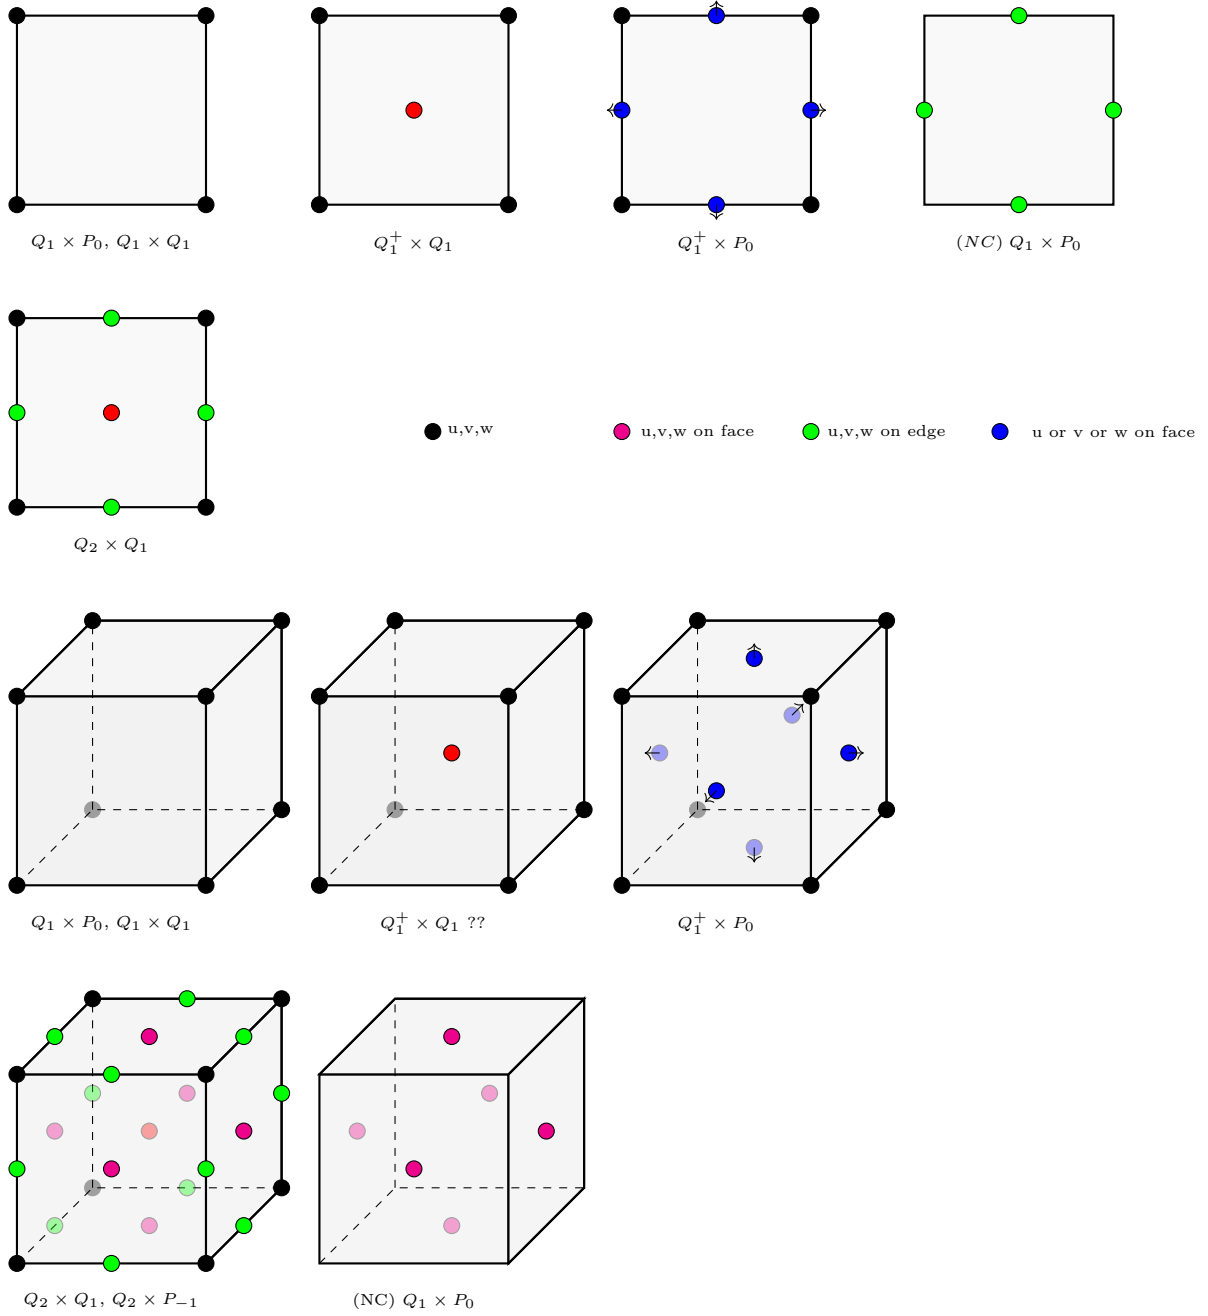 Q₁ × P₀, Q₁ × Q₁
Q₁⁺ × Q₁
Q₁⁺ × P₀
(NC) Q₁ × P₀
u,v,w
u,v,w on face
u,v,w on edge
u or v or w on face
Q₂ × Q₁
Q₁ × P₀, Q₁ × Q₁
Q₁⁺ × Q₁ ??
Q₁⁺ × P₀
Q₂ × Q₁, Q₂ × P₋₁
(NC) Q₁ × P₀